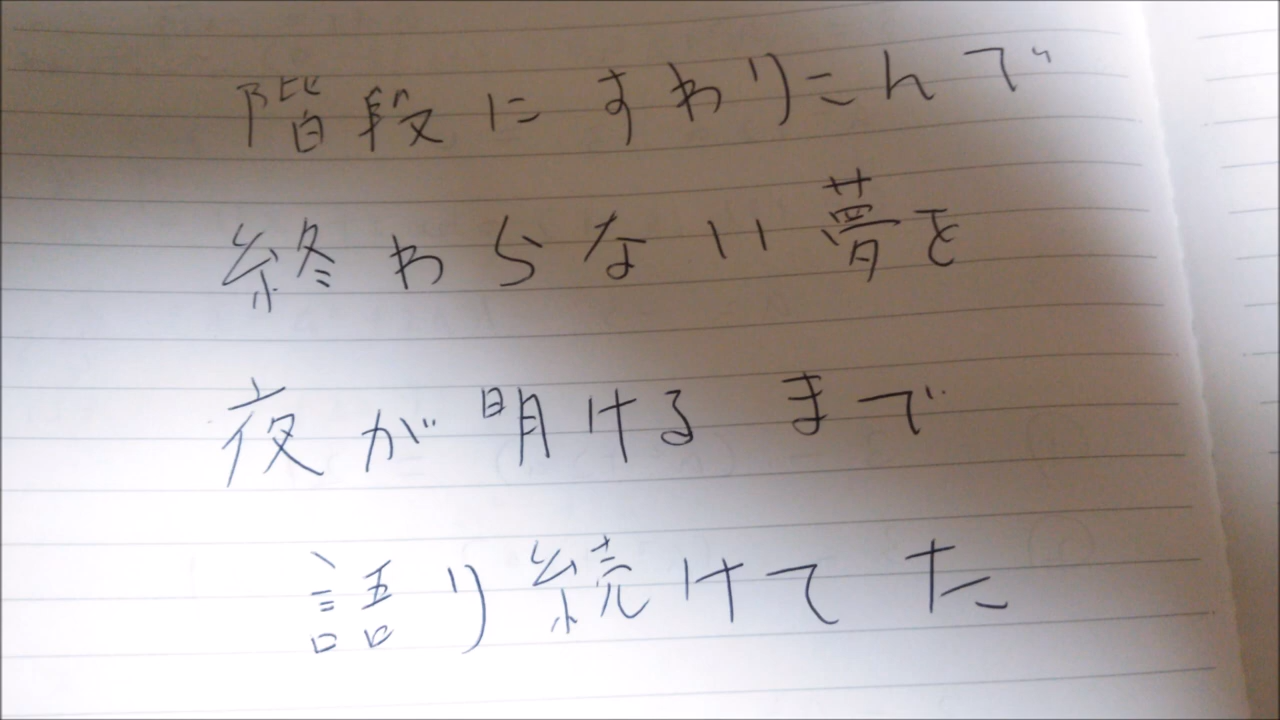 階段にすわりこんで
終わらない夢を
夜が明けるまで
語り続けてた